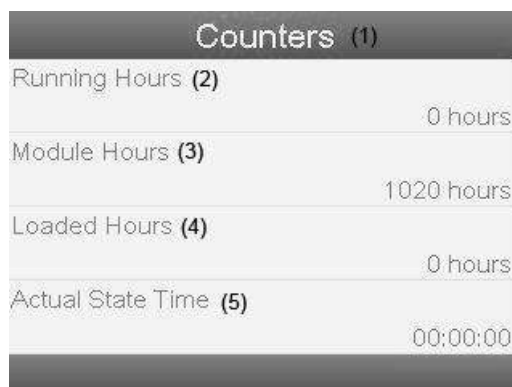 Counters (1)
Running Hours (2)
0 hours
Module Hours (3)
1020 hours
Loaded Hours (4)
0 hours
Actual State Time (5)
00:00:00